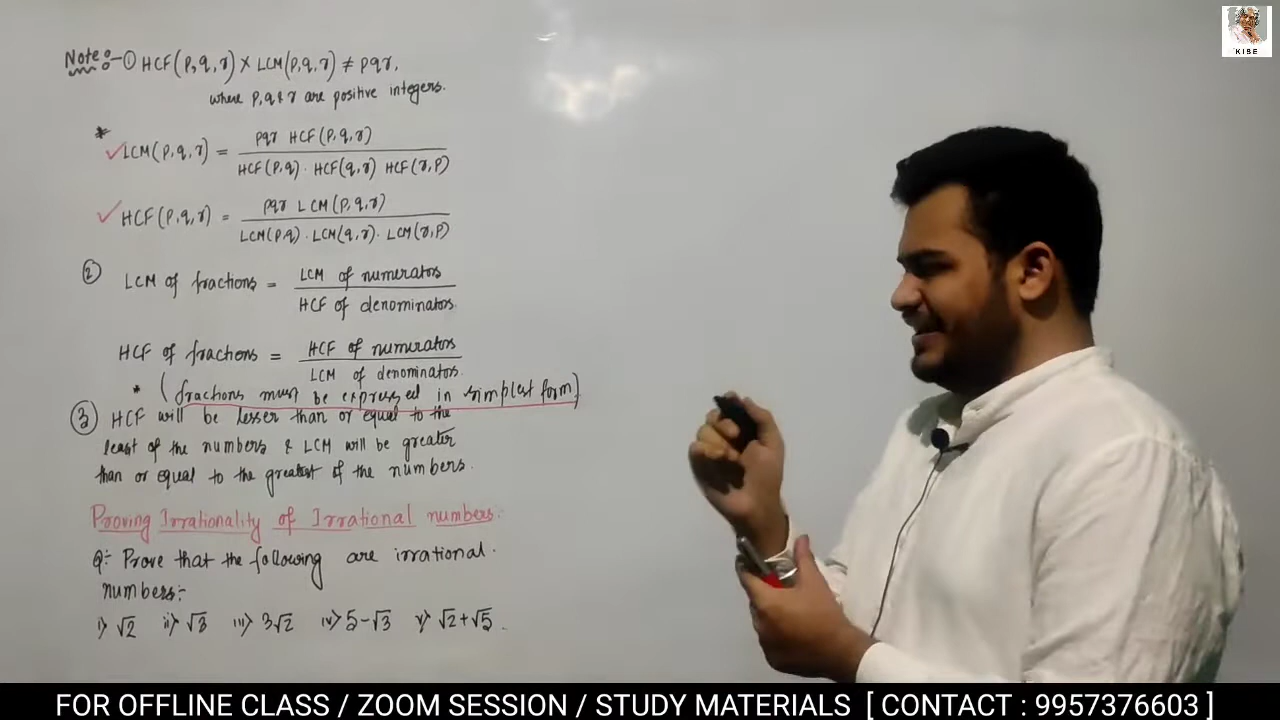 Note:- ① HCF(p,q,r) × LCM(p,q,r) ≠ pqr,
where p,q & r are positive integers.
* ✓ LCM(p,q,r) = pqr HCF(p,q,r) / HCF(p,q) · HCF(q,r) HCF(r,p)
✓ HCF(p,q,r) = pqr LCM(p,q,r) / LCM(p,q) · LCM(q,r) · LCM(r,p)
② LCM of fractions = LCM of numerators / HCF of denominators.
HCF of fractions = HCF of numerators / LCM of denominators.
* (fractions must be expressed in simplest form)
③ HCF will be lesser than or equal to the
least of the numbers & LCM will be greater
than or equal to the greatest of the numbers.
Proving Irrationality of Irrational numbers.
Q:- Prove that the following are irrational
numbers:-
i) √2 ii) √3 iii) 3√2 iv) 5-√3 v) √2+√5.
KISE
FOR OFFLINE CLASS / ZOOM SESSION / STUDY MATERIALS [ CONTACT : 9957376603 ]